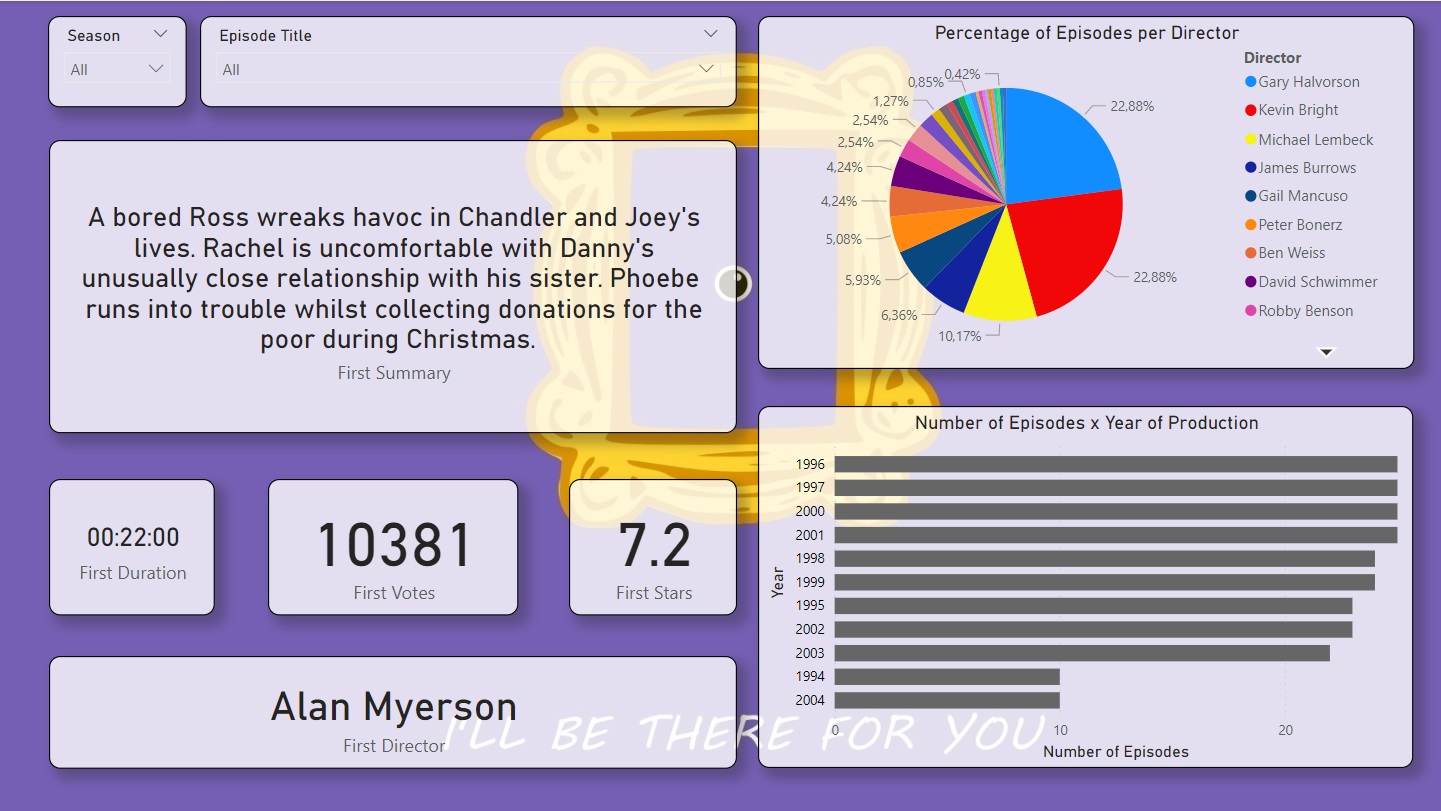 Season
All
Episode Title
All
A bored Ross wreaks havoc in Chandler and Joey's
lives. Rachel is uncomfortable with Danny's
unusually close relationship with his sister. Phoebe
runs into trouble whilst collecting donations for the
poor during Christmas.
First Summary
00:22:00
First Duration
10381
First Votes
7.2
First Stars
Alan Myerson
First Director
I'LL BE THERE FOR YOU
Percentage of Episodes per Director
22,88%
22,88%
10,17%
6,36%
5,93%
5,08%
4,24%
4,24%
2,54%
2,54%
1,27%
0,85%
0,42%
Director
Gary Halvorson
Kevin Bright
Michael Lembeck
James Burrows
Gail Mancuso
Peter Bonerz
Ben Weiss
David Schwimmer
Robby Benson
Number of Episodes x Year of Production
Year
1996
1997
2000
2001
1998
1999
1995
2002
2003
1994
2004
0 10 20
Number of Episodes